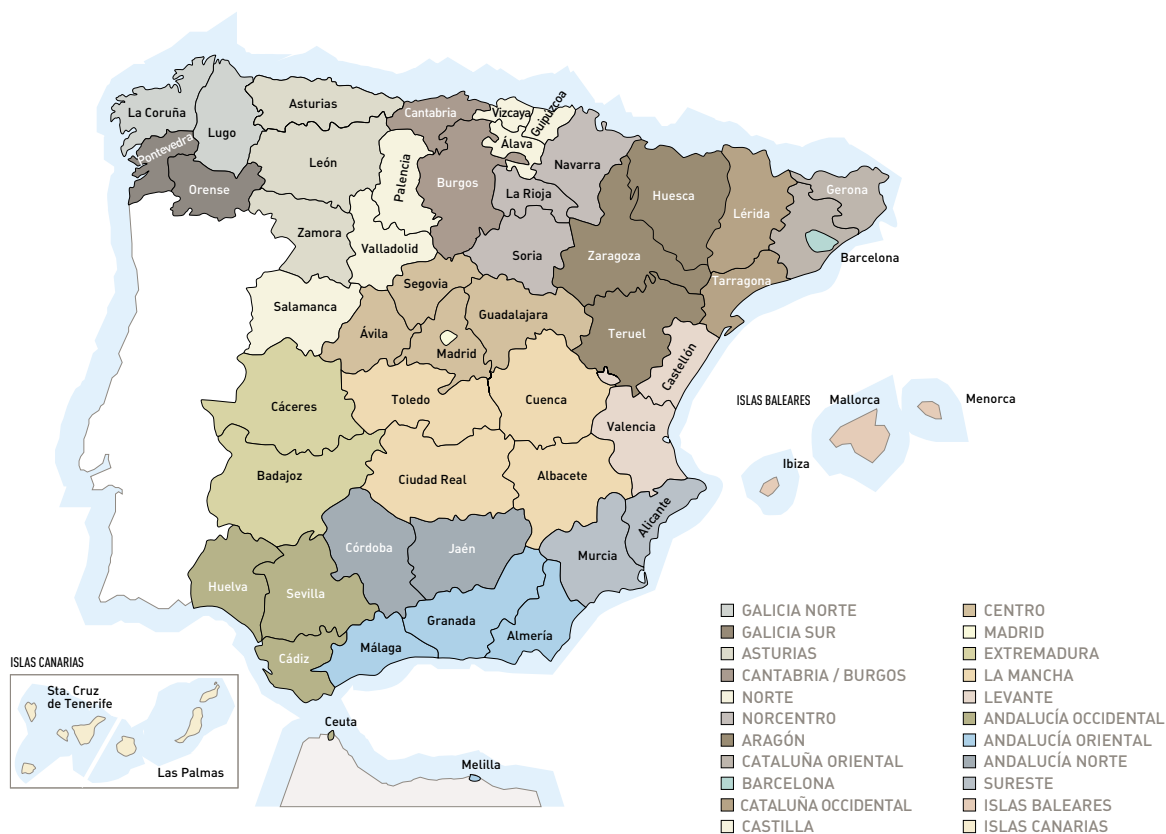 La Coruña
Lugo
Asturias
Cantabria
Vizcaya
Guipúzcoa
Álava
Navarra
Pontevedra
Orense
León
Palencia
Burgos
La Rioja
Huesca
Lérida
Gerona
Zamora
Valladolid
Soria
Zaragoza
Barcelona
Tarragona
Salamanca
Segovia
Guadalajara
Ávila
Madrid
Teruel
Castellón
Cáceres
Toledo
Cuenca
Valencia
ISLAS BALEARES
Mallorca
Menorca
Ibiza
Badajoz
Ciudad Real
Albacete
Alicante
Córdoba
Jaén
Murcia
Huelva
Sevilla
Granada
Almería
Málaga
Cádiz
ISLAS CANARIAS
Sta. Cruz
de Tenerife
Las Palmas
Ceuta
Melilla
GALICIA NORTE
GALICIA SUR
ASTURIAS
CANTABRIA / BURGOS
NORTE
NORCENTRO
ARAGÓN
CATALUÑA ORIENTAL
BARCELONA
CATALUÑA OCCIDENTAL
CASTILLA
CENTRO
MADRID
EXTREMADURA
LA MANCHA
LEVANTE
ANDALUCÍA OCCIDENTAL
ANDALUCÍA ORIENTAL
ANDALUCÍA NORTE
SURESTE
ISLAS BALEARES
ISLAS CANARIAS